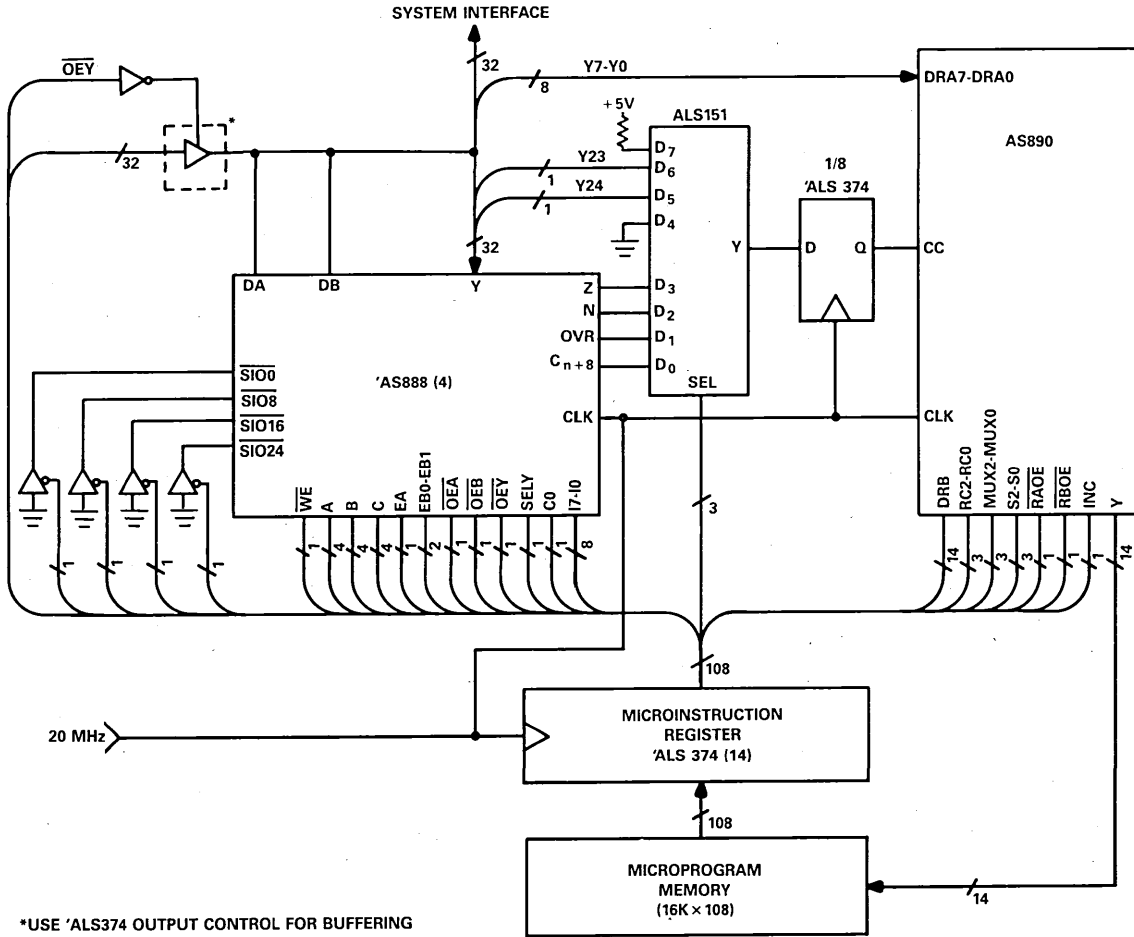 SYSTEM INTERFACE
OEY
32
Y7-Y0
8
DRA7-DRA0
*
+5V
ALS151
AS890
D7
32
Y23
1
D6
1/8
'ALS 374
Y24
1
D5
D4
32
Y
D
Q
CC
DA
DB
Y
Z
D3
N
D2
OVR
D1
Cn+8
D0
SIO0
'AS888 (4)
SEL
SIO8
SIO16
CLK
CLK
SIO24
WE
A
B
C
EA
EB0-EB1
OEA
OEB
OEY
SELY
C0
I7-I0
DRB
RC2-RC0
MUX2-MUX0
S2-S0
RAOE
RBOE
INC
Y
3
1
4
4
4
1
2
1
1
1
1
1
8
14
3
3
3
1
1
1
14
1
1
1
1
108
20 MHz
MICROINSTRUCTION
REGISTER
'ALS 374 (14)
108
MICROPROGRAM
MEMORY
(16K × 108)
14
*USE 'ALS374 OUTPUT CONTROL FOR BUFFERING